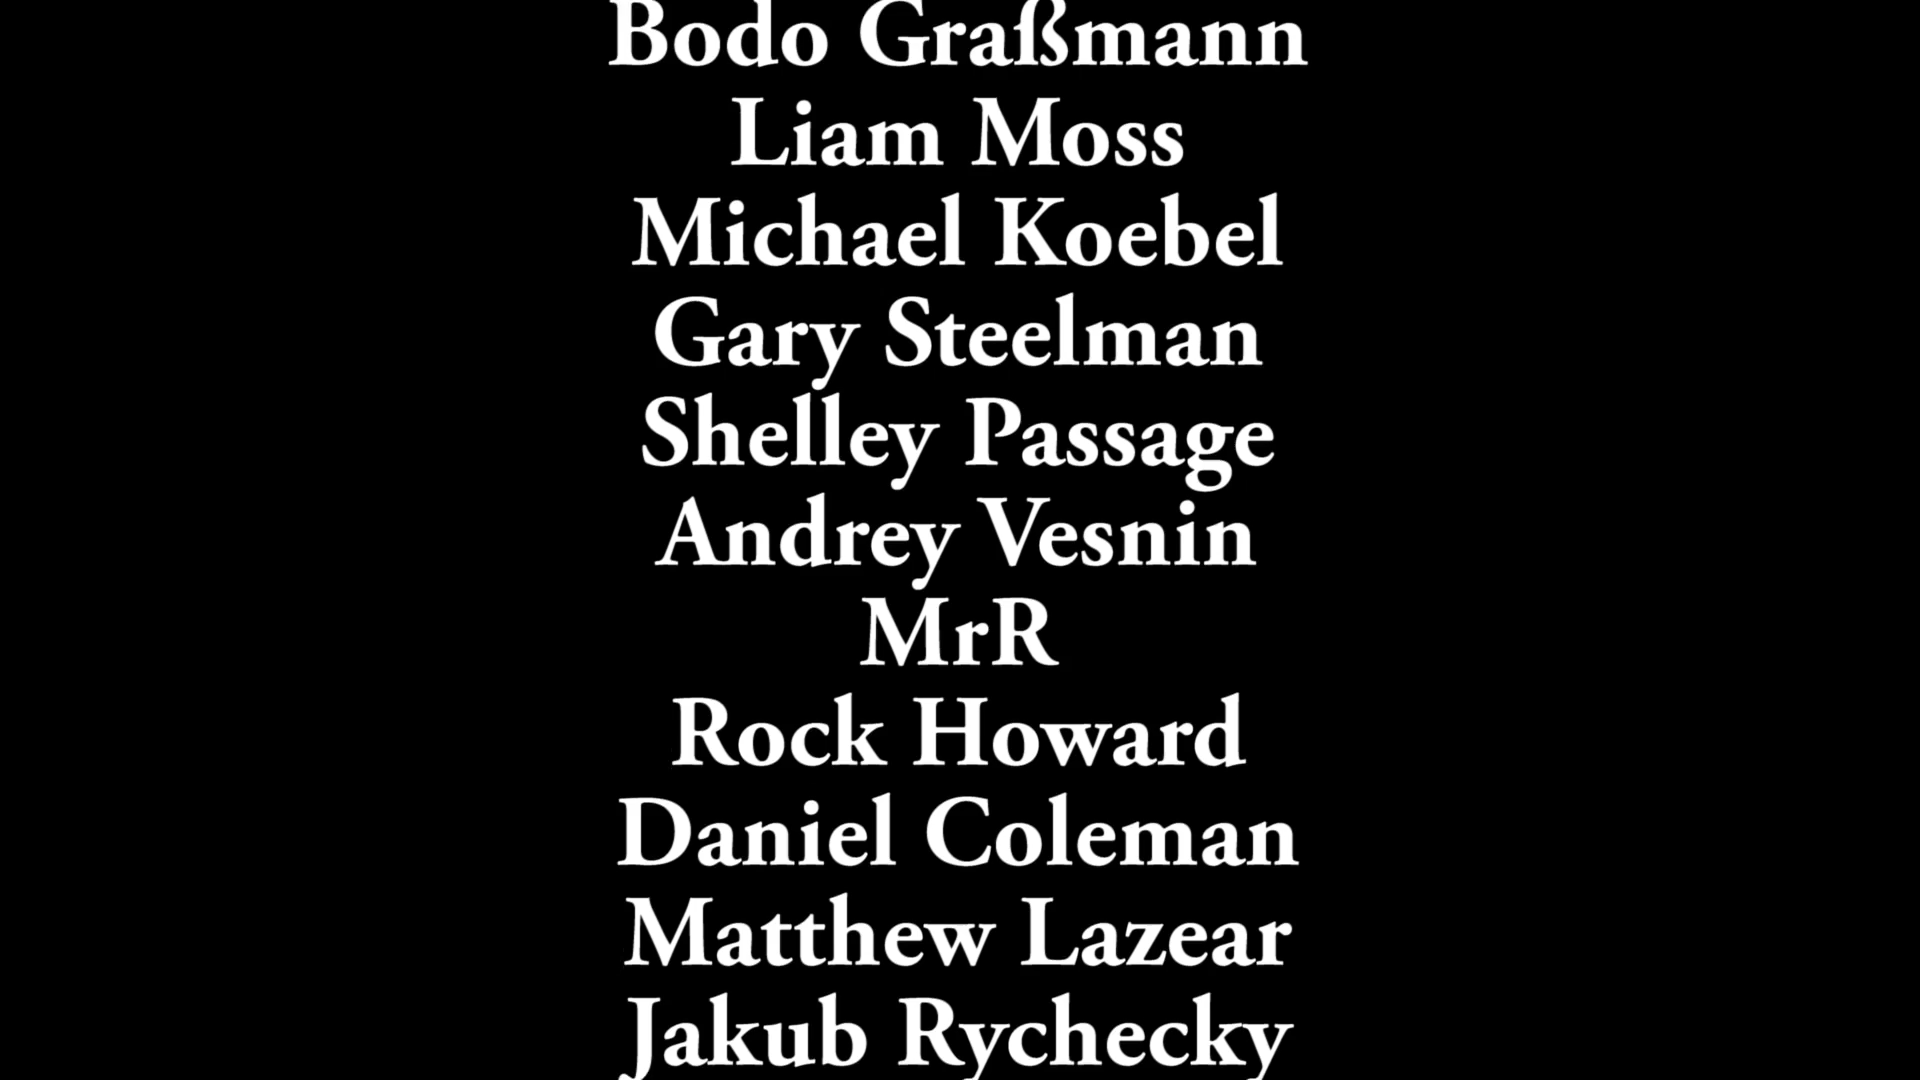 Bodo Graßmann
Liam Moss
Michael Koebel
Gary Steelman
Shelley Passage
Andrey Vesnin
MrR
Rock Howard
Daniel Coleman
Matthew Lazear
Jakub Rychecky